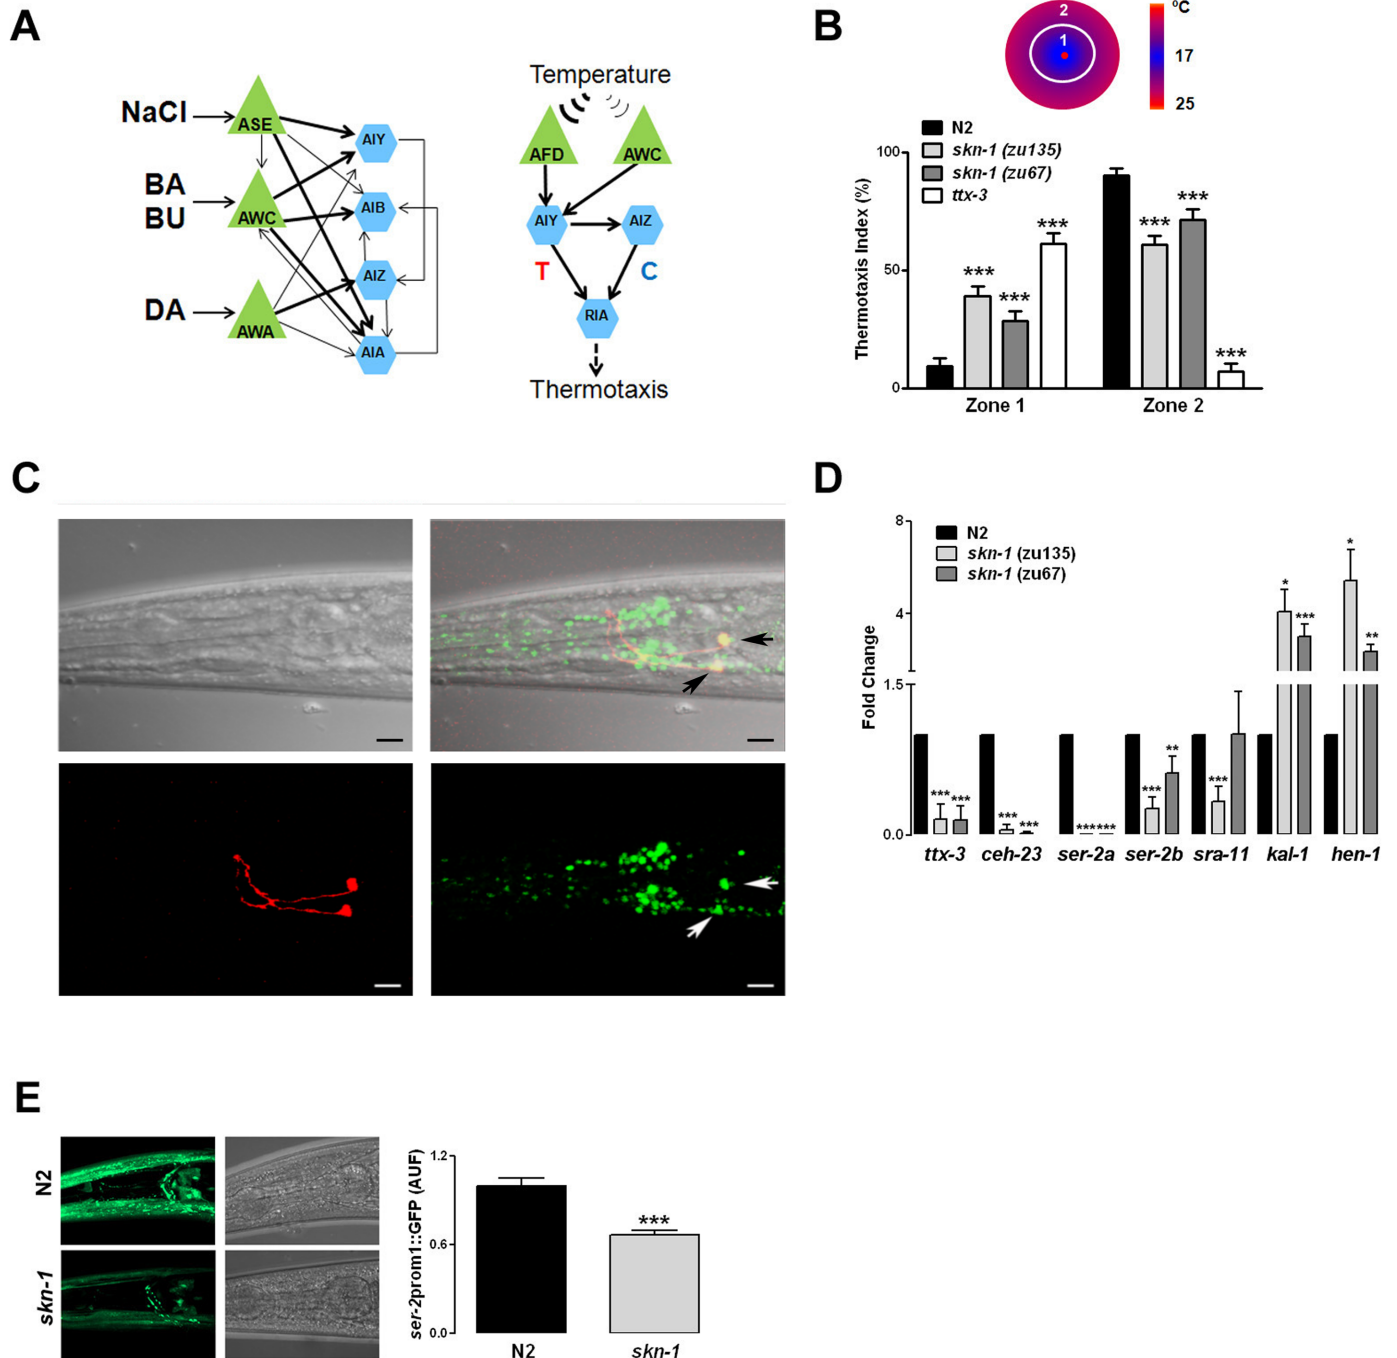 A
NaCl
BA
BU
DA
ASE
AWC
AWA
AIY
AIB
AIZ
AIA
Temperature
AFD
AWC
AIY
AIZ
T
C
RIA
Thermotaxis
B
2
1
ºC
17
25
N2
skn-1 (zu135)
skn-1 (zu67)
ttx-3
Thermotaxis Index (%)
100
50
0
***
***
***
***
***
***
Zone 1
Zone 2
C
D
N2
skn-1 (zu135)
skn-1 (zu67)
Fold Change
8
4
1.5
0.0
***
***
***
***
******
***
**
***
*
***
*
**
ttx-3
ceh-23
ser-2a
ser-2b
sra-11
kal-1
hen-1
E
N2
skn-1
ser-2prom1::GFP (AUF)
1.2
0.6
0.0
***
N2
skn-1